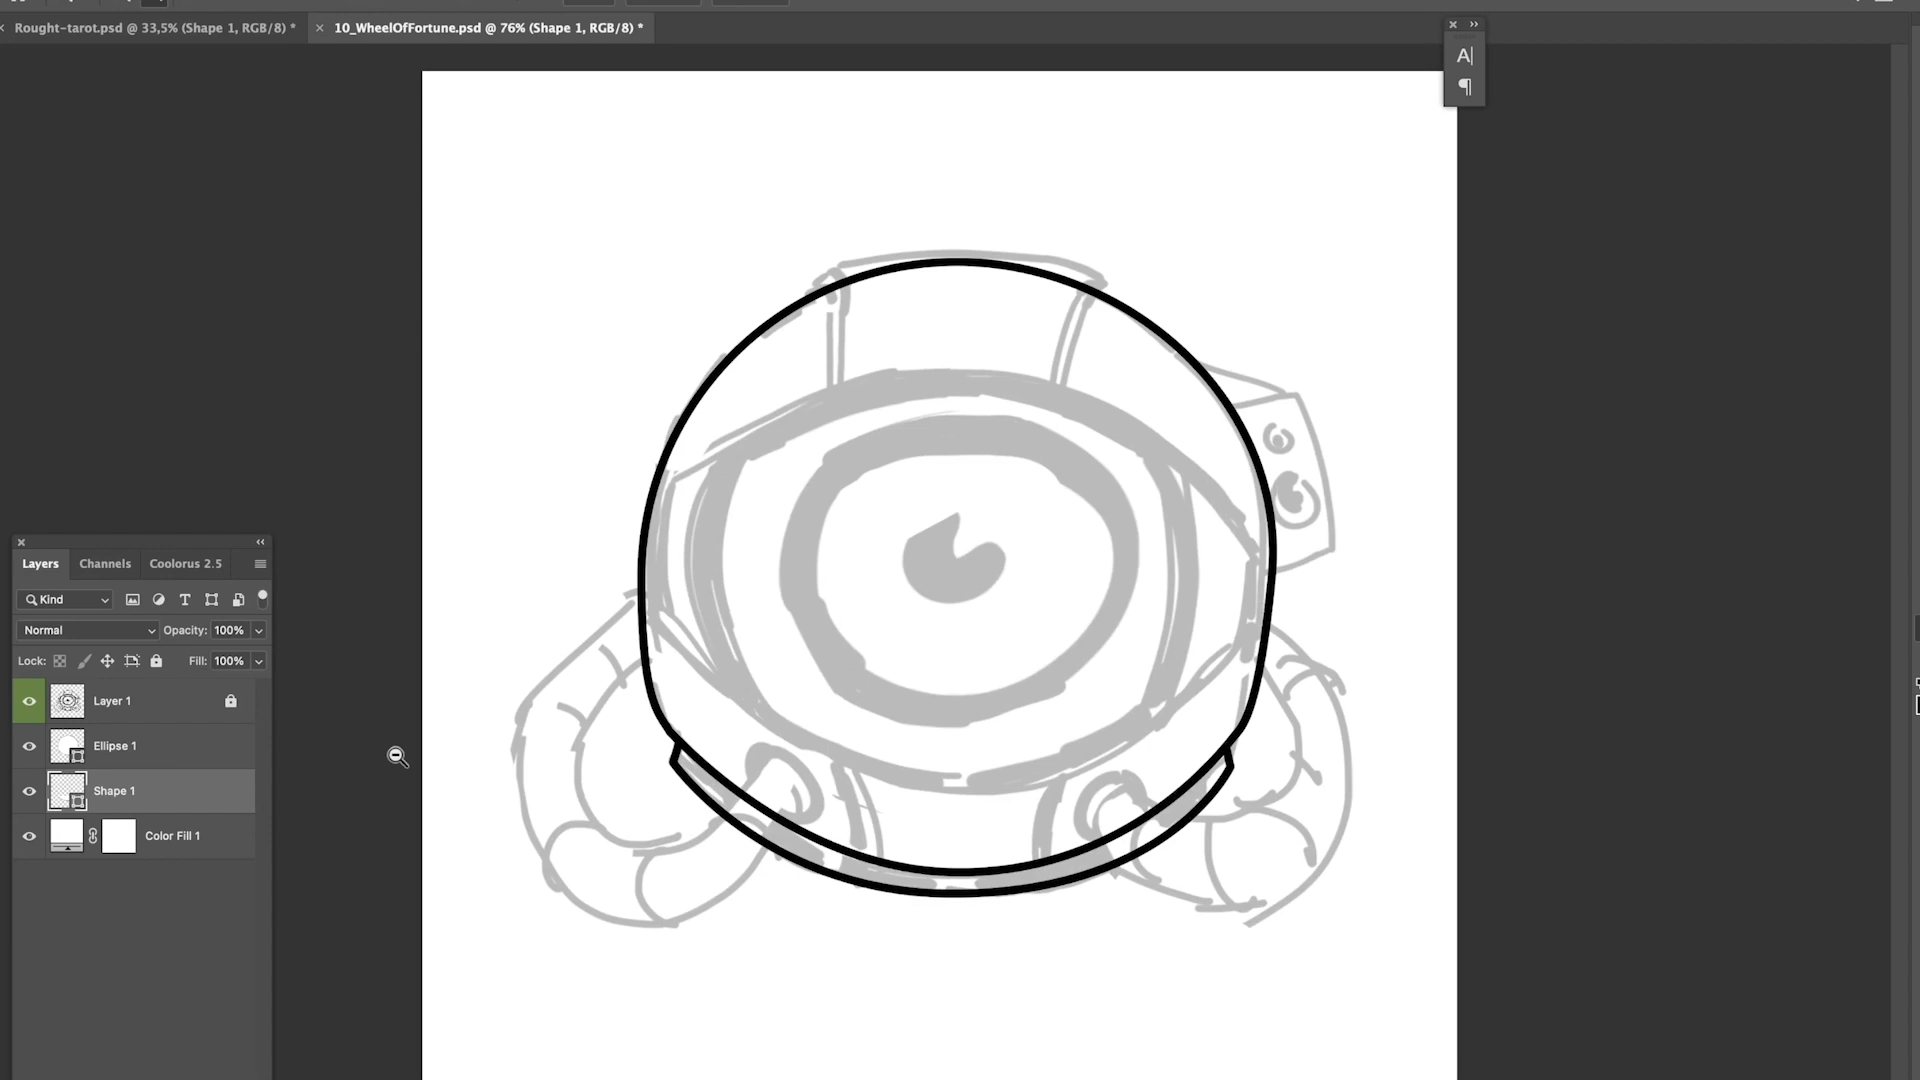 Rought-tarot.psd @ 33,5% (Shape 1, RGB/8) *
10_WheelOfFortune.psd @ 76% (Shape 1, RGB/8) *
A
¶
Layers Channels Coolorus 2.5
Kind
Normal Opacity: 100%
Lock: Fill: 100%
Layer 1
Ellipse 1
Shape 1
Color Fill 1